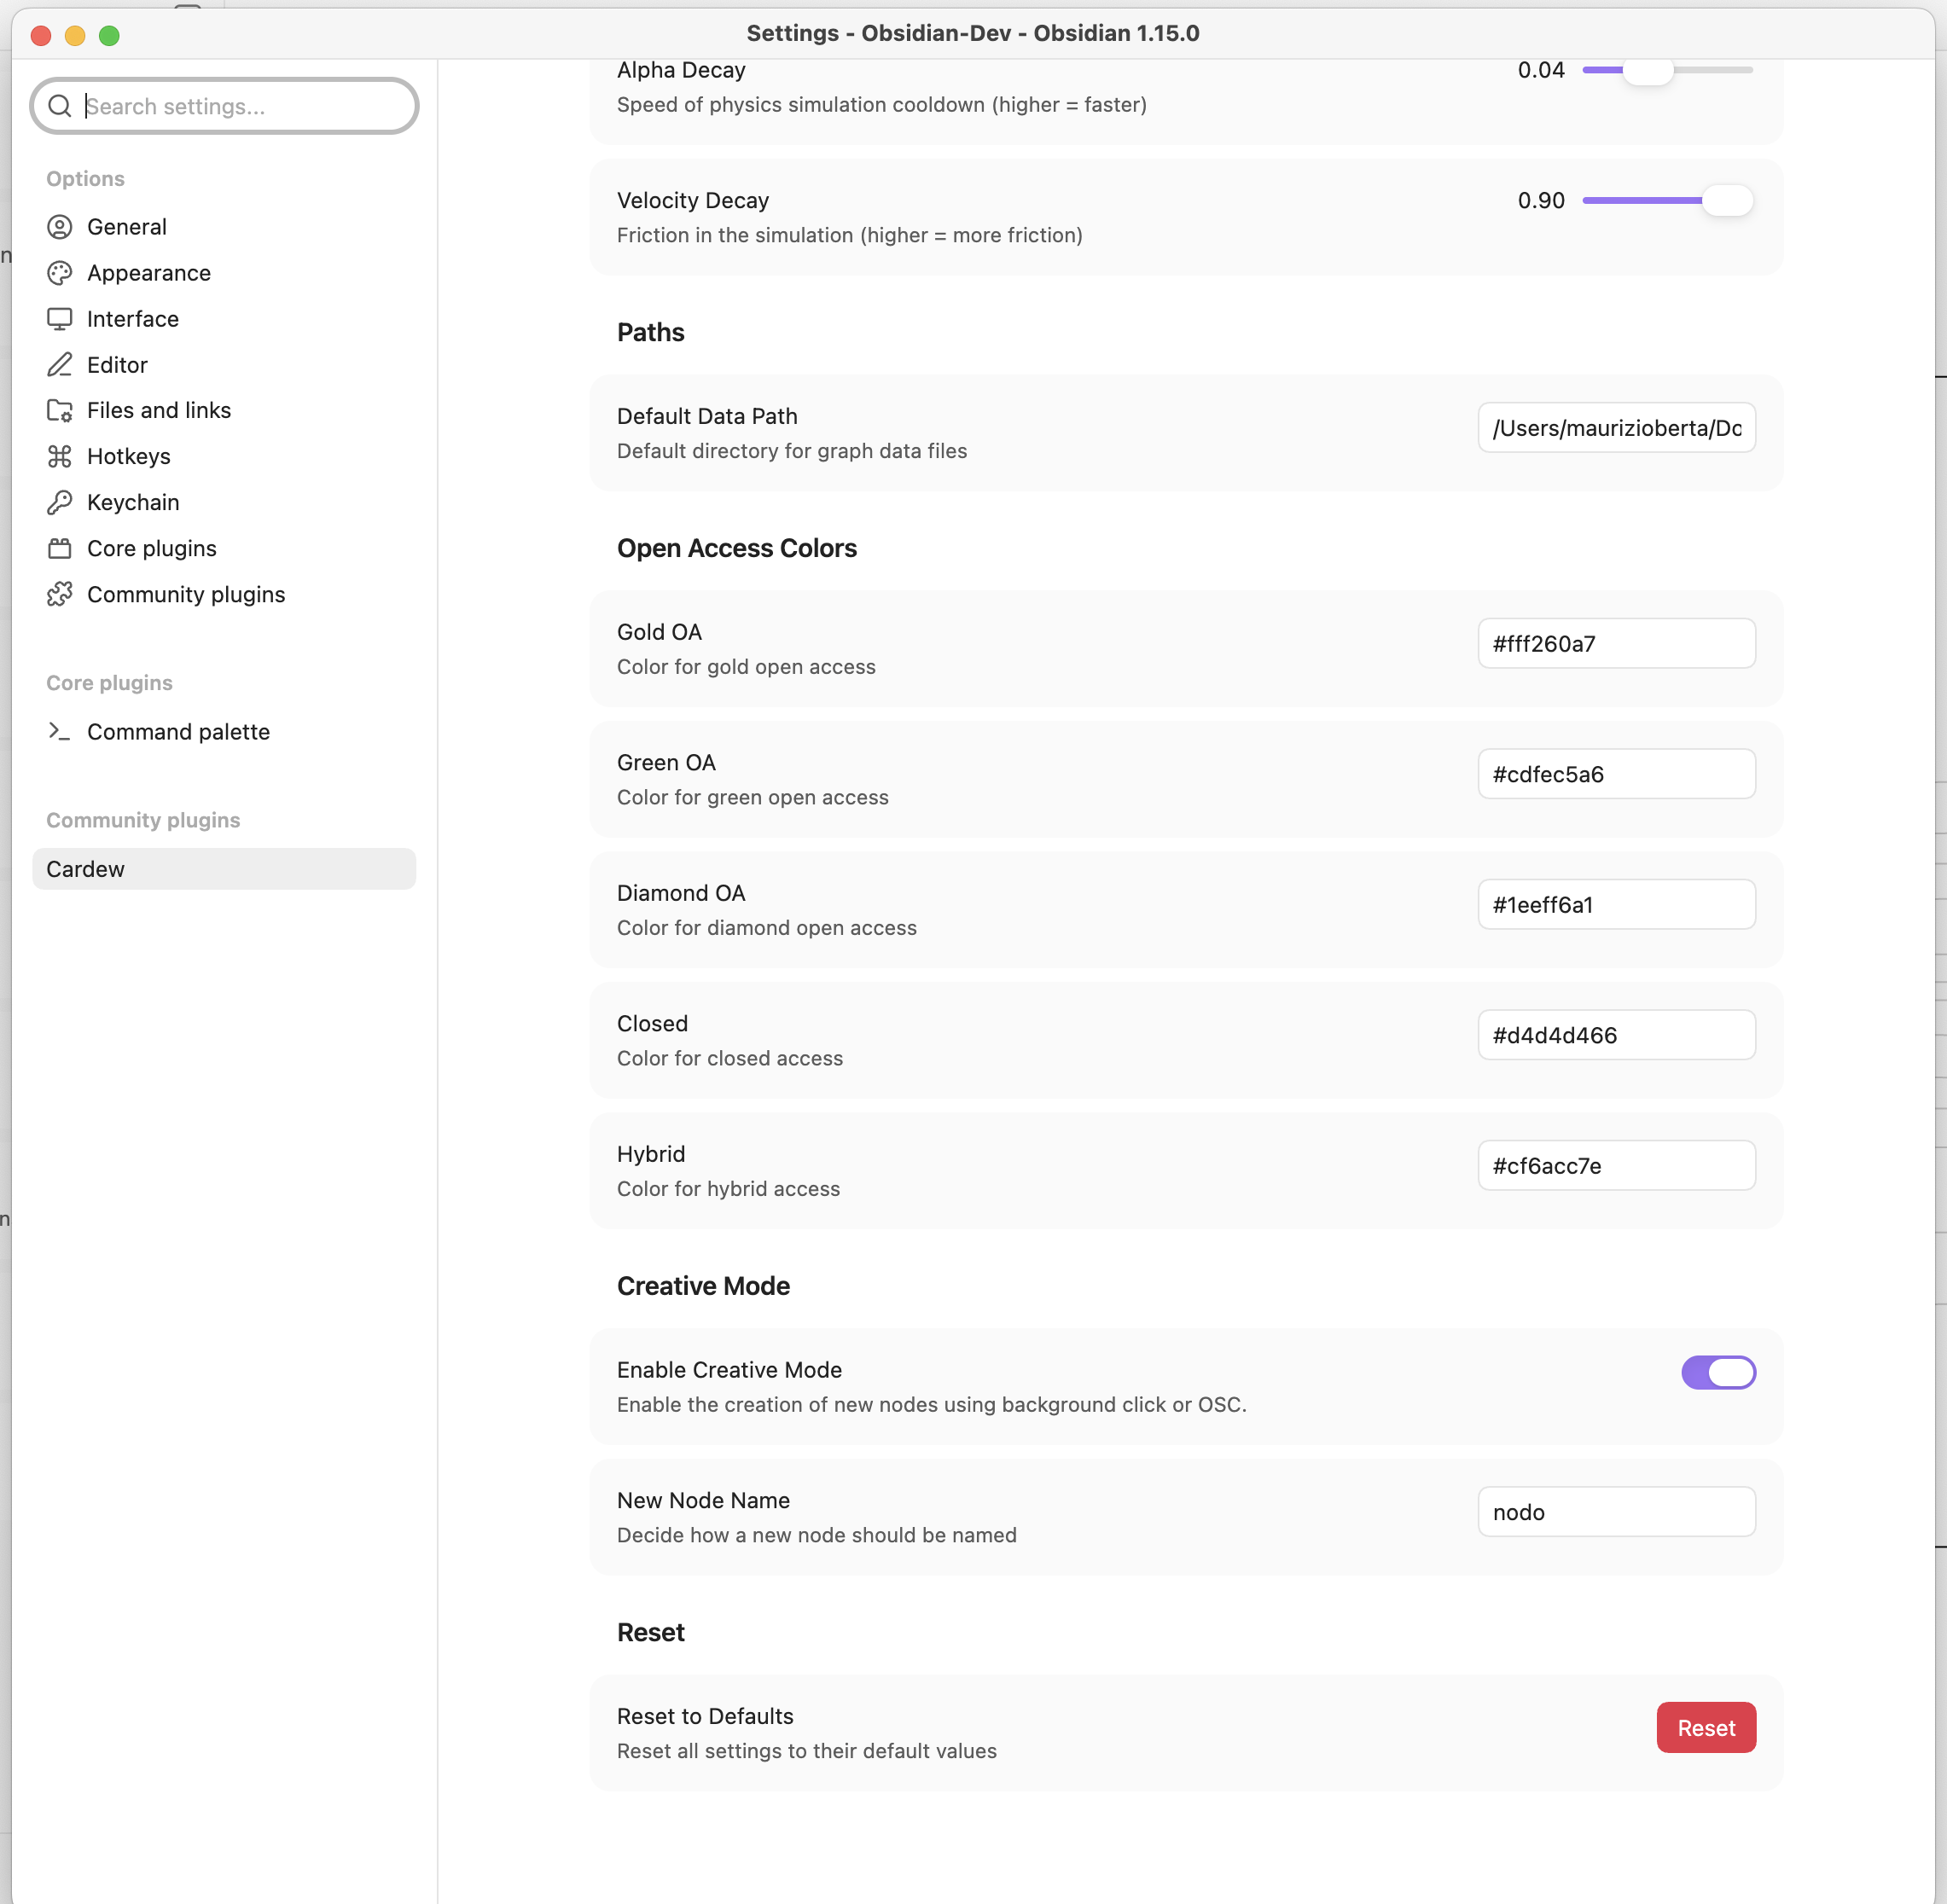 Settings - Obsidian-Dev - Obsidian 1.15.0
Search settings...
Options
General
Appearance
Interface
Editor
Files and links
Hotkeys
Keychain
Core plugins
Community plugins
Core plugins
Command palette
Community plugins
Cardew
Alpha Decay
0.04
Speed of physics simulation cooldown (higher = faster)
Velocity Decay
0.90
Friction in the simulation (higher = more friction)
Paths
Default Data Path
/Users/maurizioberta/Do
Default directory for graph data files
Open Access Colors
Gold OA
#fff260a7
Color for gold open access
Green OA
#cdfec5a6
Color for green open access
Diamond OA
#1eeff6a1
Color for diamond open access
Closed
#d4d4d466
Color for closed access
Hybrid
#cf6acc7e
Color for hybrid access
Creative Mode
Enable Creative Mode
Enable the creation of new nodes using background click or OSC.
New Node Name
nodo
Decide how a new node should be named
Reset
Reset to Defaults
Reset
Reset all settings to their default values